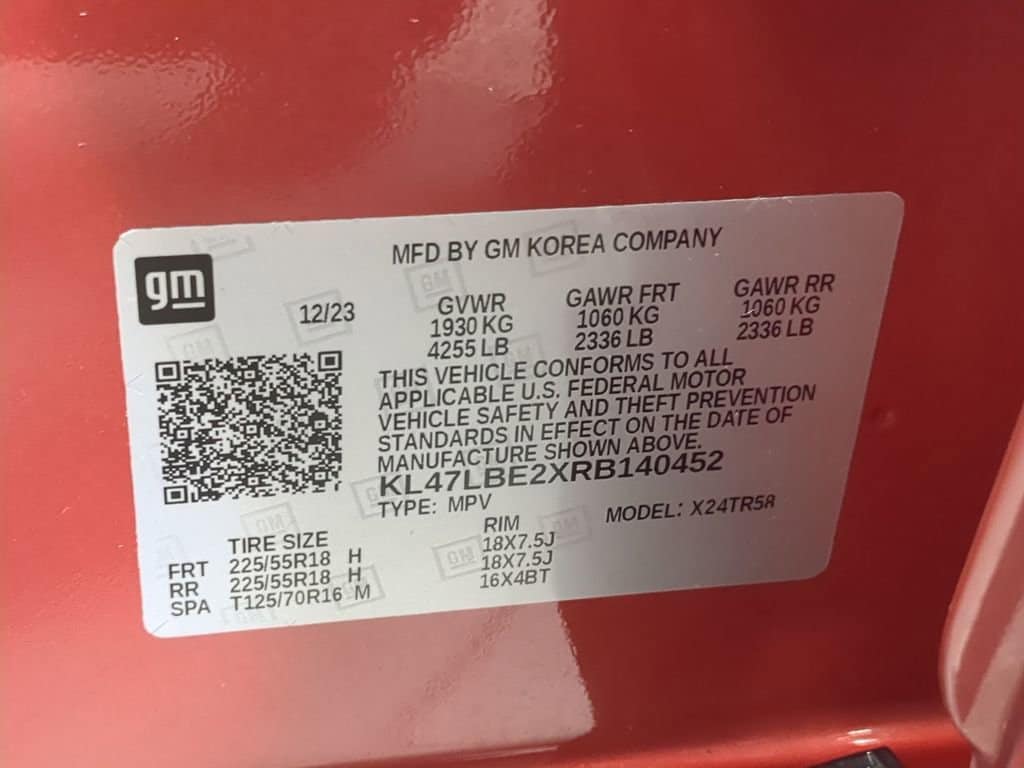 MFD BY GM KOREA COMPANY
gm
12/23
GVWR GAWR FRT GAWR RR
1930 KG 1060 KG 1060 KG
4255 LB 2336 LB 2336 LB
THIS VEHICLE CONFORMS TO ALL
APPLICABLE U.S. FEDERAL MOTOR
VEHICLE SAFETY AND THEFT PREVENTION
STANDARDS IN EFFECT ON THE DATE OF
MANUFACTURE SHOWN ABOVE.
KL47LBE2XRB140452
TYPE: MPV MODEL: X24TR58
TIRE SIZE RIM
FRT 225/55R18 H 18X7.5J
RR 225/55R18 H 18X7.5J
SPA T125/70R16 M 16X4BT